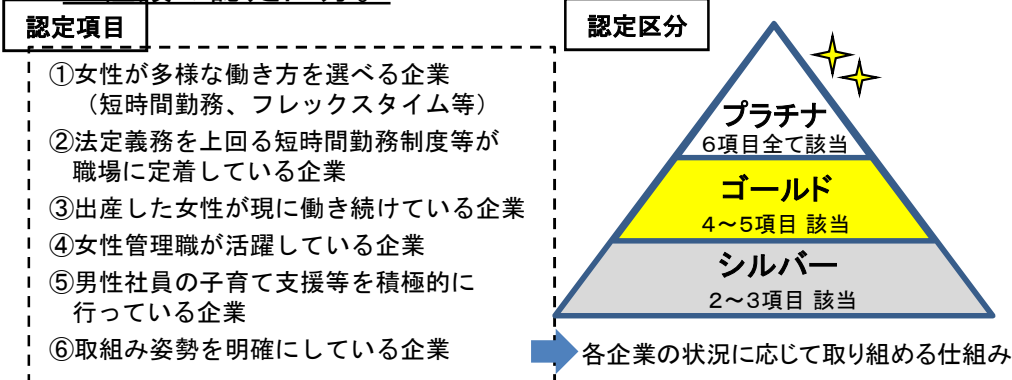 認定項目
①女性が多様な働き方を選べる企業
（短時間勤務、フレックスタイム等）
②法定義務を上回る短時間勤務制度等が
職場に定着している企業
③出産した女性が現に働き続けている企業
④女性管理職が活躍している企業
⑤男性社員の子育て支援等を積極的に
行っている企業
⑥取組み姿勢を明確にしている企業
認定区分
プラチナ
6項目全て該当
ゴールド
4～5項目 該当
シルバー
2～3項目 該当
各企業の状況に応じて取り組める仕組み